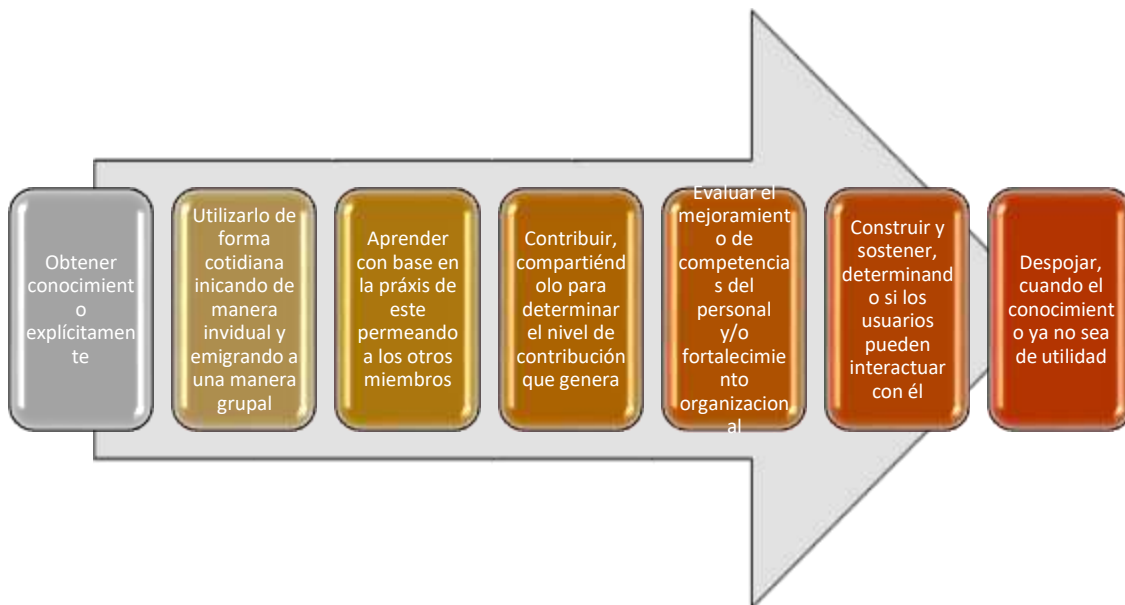 Obtener
conocimient
o
explícitamen
te
Utilizarlo de
forma
cotidiana
inicando de
manera
invidual y
emigrando a
una manera
grupal
Aprender
con base en
la práxis de
este
permeando
a los otros
miembros
Contribuir,
compartiénd
olo para
determinar
el nivel de
contribución
que genera
Evaluar el
mejoramient
o de
competencia
s del
personal
y/o
fortalecimie
nto
organizacion
al
Construir y
sostener,
determinand
o si los
usuarios
pueden
interactuar
con él
Despojar,
cuando el
conocimient
o ya no sea
de utilidad